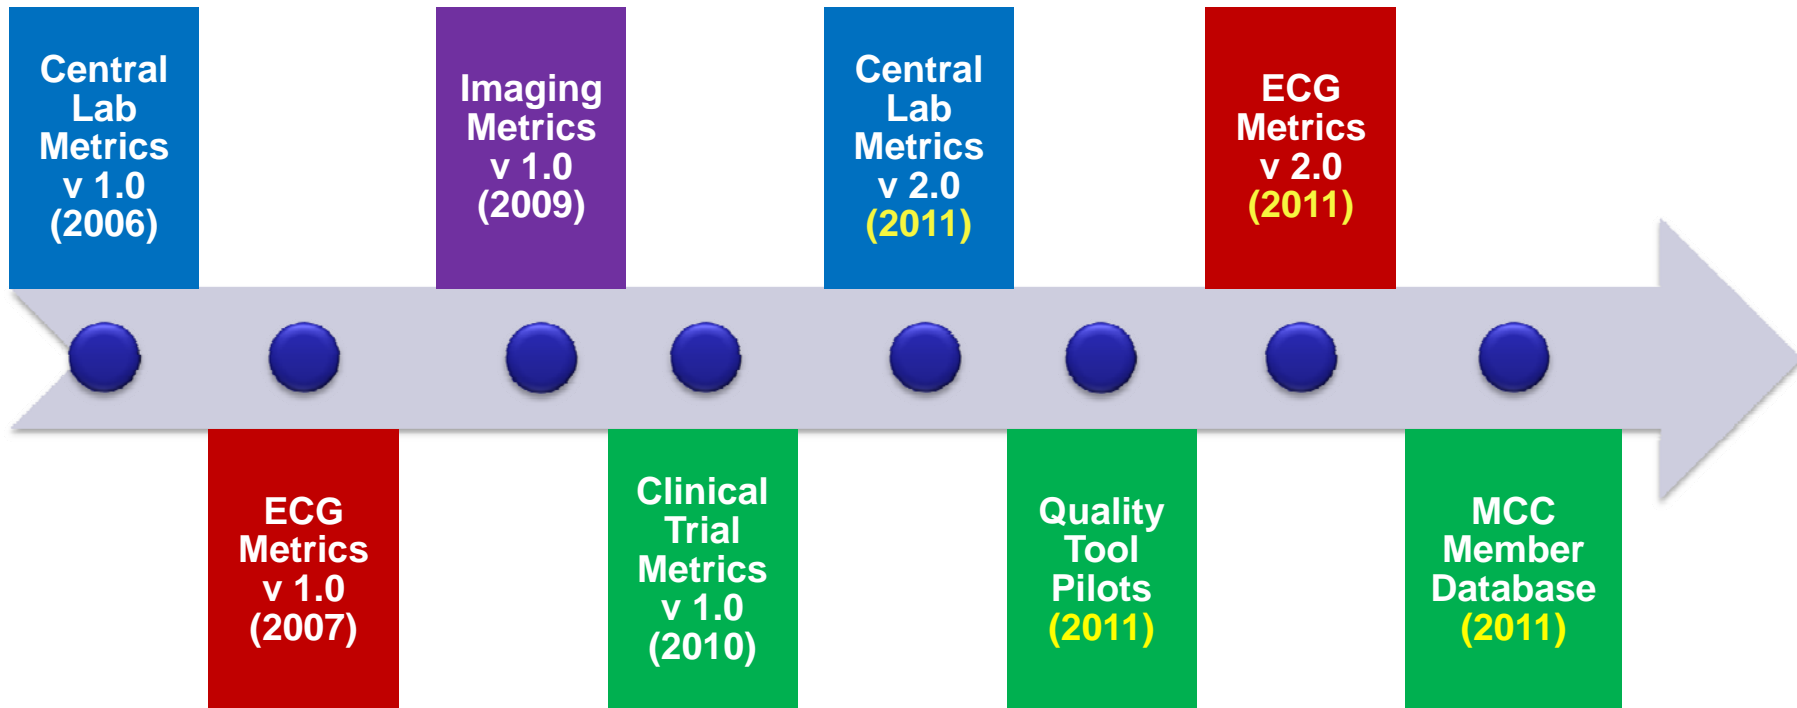 Central
Lab
Metrics
v 1.0
(2006)
Imaging
Metrics
v 1.0
(2009)
Central
Lab
Metrics
v 2.0
(2011)
ECG
Metrics
v 2.0
(2011)
ECG
Metrics
v 1.0
(2007)
Clinical
Trial
Metrics
v 1.0
(2010)
Quality
Tool
Pilots
(2011)
MCC
Member
Database
(2011)